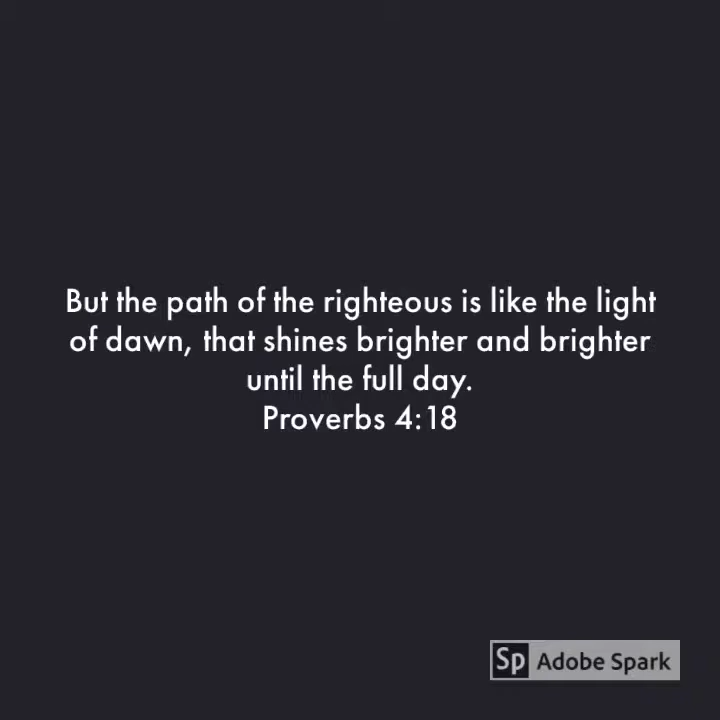 But the path of the righteous is like the light
of dawn, that shines brighter and brighter
until the full day.
Proverbs 4:18
Sp Adobe Spark